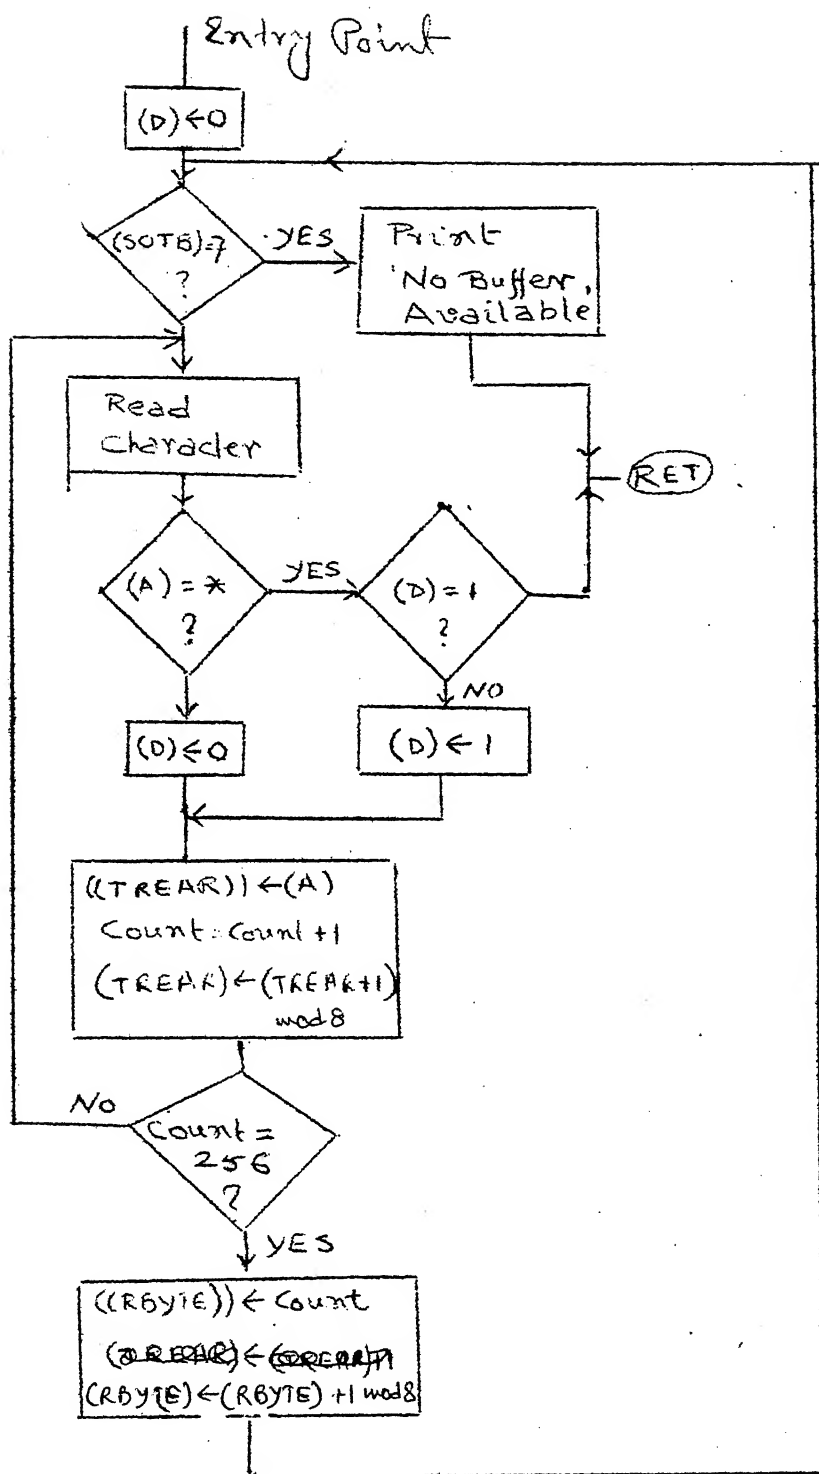 Entry Point
(D)←0
(SOTB)=7
?
YES
Print
'No Buffer,
Available
Read
Character
RET
(A) = *
?
YES
(D) = 1
?
NO
(D)←0
(D) ← 1
((TREAR)) ← (A)
Count = Count + 1
(TREAR) ← (TREAR+1)
mod 8
NO
Count =
256
?
YES
((RBYTE)) ← Count
(RBYTE) ← (RBYTE) +1 mod 8